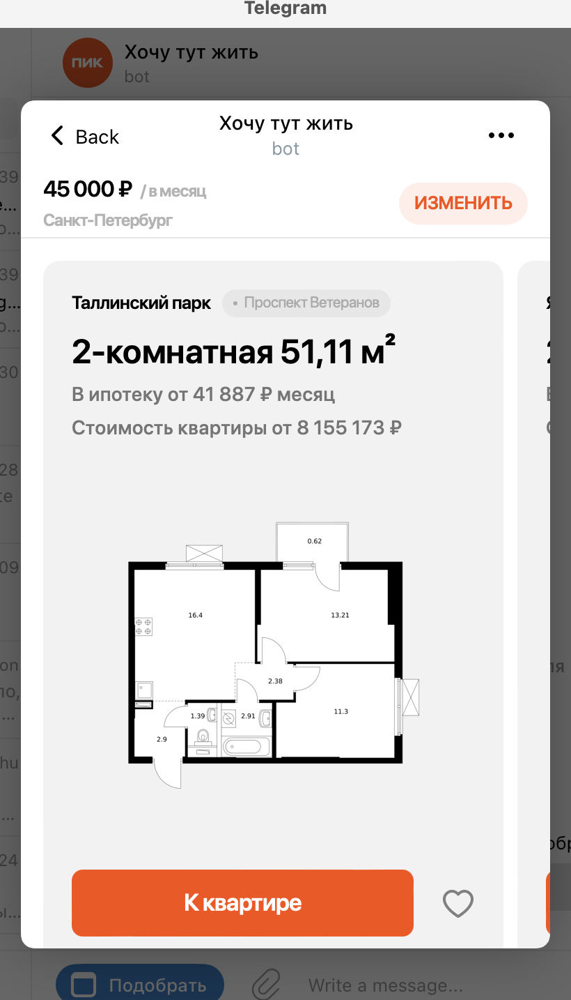 Telegram
ПИК
Хочу тут жить
bot
Back
Хочу тут жить
bot
45 000 ₽ / в месяц
Санкт-Петербург
ИЗМЕНИТЬ
Таллинский парк
• Проспект Ветеранов
2-комнатная 51,11 м²
В ипотеку от 41 887 ₽ месяц
Стоимость квартиры от 8 155 173 ₽
0.62
16.4
13.21
2.38
11.3
1.39
2.91
2.9
К квартире
Подобрать
Write a message...